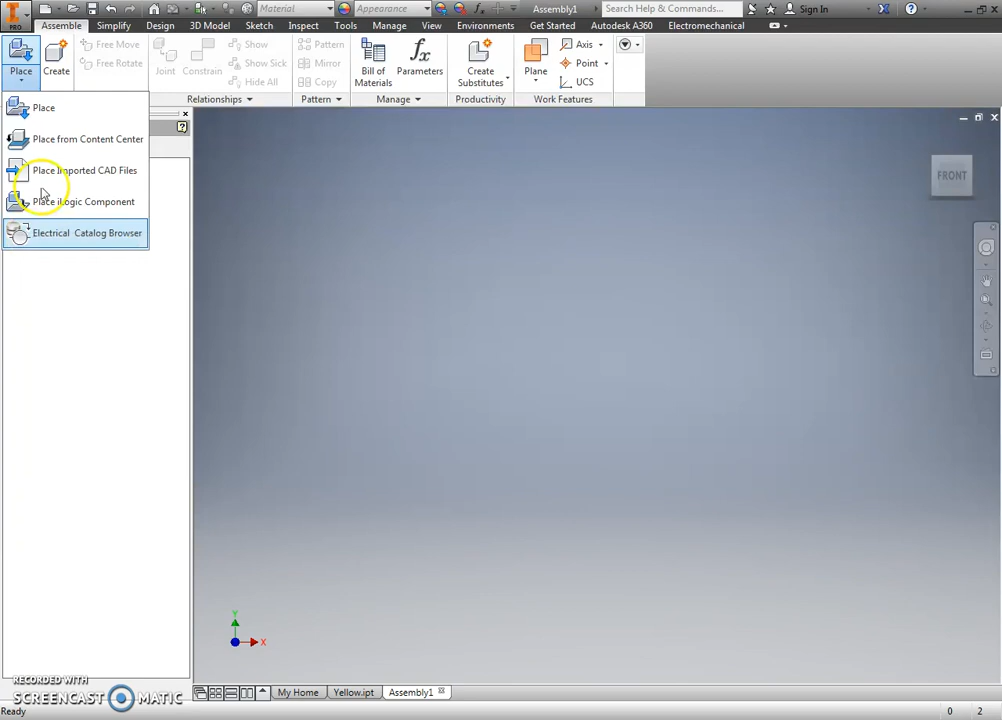 Material
Appearance
Assembly1
Search Help & Commands...
Sign In
PRO
Assemble
Simplify
Design
3D Model
Sketch
Inspect
Tools
Manage
View
Environments
Get Started
Autodesk A360
Electromechanical
Place
Create
Free Move
Free Rotate
Joint
Constrain
Show
Show Sick
Hide All
Pattern
Mirror
Copy
Bill of
Materials
Parameters
Create
Substitutes
Plane
Axis
Point
UCS
Relationships
Pattern
Manage
Productivity
Work Features
Place
Place from Content Center
Place Imported CAD Files
Place iLogic Component
Electrical Catalog Browser
FRONT
Y
X
RECORDED WITH
SCREENCAST MATIC
My Home
Yellow.ipt
Assembly1
Ready
0
2